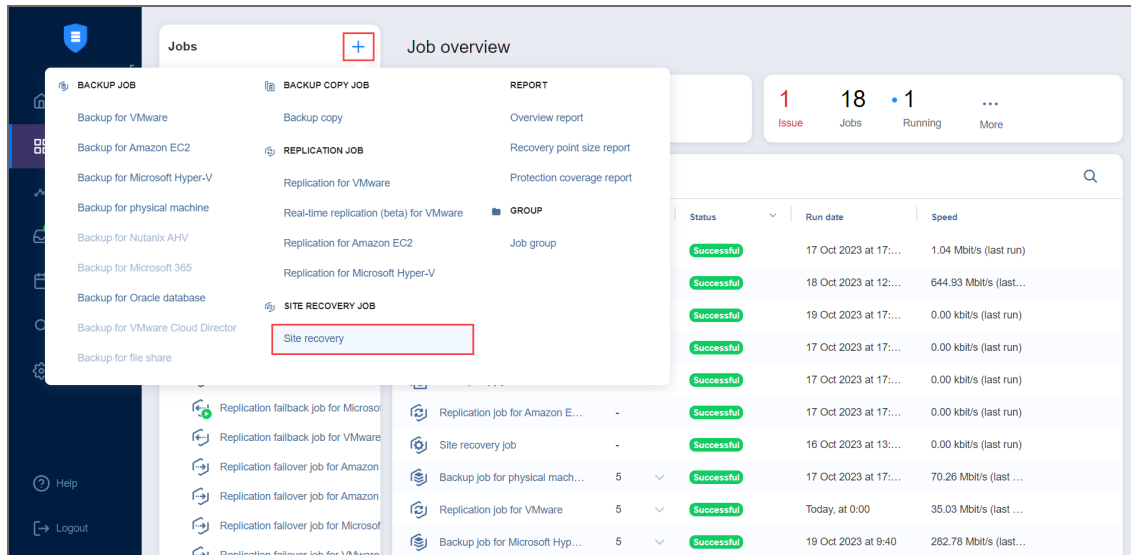 Jobs
+
Job overview
BACKUP JOB
Backup for VMware
Backup for Amazon EC2
Backup for Microsoft Hyper-V
Backup for physical machine
Backup for Nutanix AHV
Backup for Microsoft 365
Backup for Oracle database
Backup for VMware Cloud Director
Backup for file share
BACKUP COPY JOB
Backup copy
REPLICATION JOB
Replication for VMware
Real-time replication (beta) for VMware
Replication for Amazon EC2
Replication for Microsoft Hyper-V
SITE RECOVERY JOB
Site recovery
REPORT
Overview report
Recovery point size report
Protection coverage report
GROUP
Job group
1 18 1 ...
Issue Jobs Running More
Status Run date Speed
Successful 17 Oct 2023 at 17:... 1.04 Mbit/s (last run)
Successful 18 Oct 2023 at 12:... 644.93 Mbit/s (last...
Successful 19 Oct 2023 at 17:... 0.00 kbit/s (last run)
Successful 17 Oct 2023 at 17:... 0.00 kbit/s (last run)
Successful 17 Oct 2023 at 17:... 0.00 kbit/s (last run)
Replication job for Amazon E... - Successful 17 Oct 2023 at 17:... 0.00 kbit/s (last run)
Site recovery job - Successful 16 Oct 2023 at 13:... 0.00 kbit/s (last run)
Backup job for physical mach... 5 Successful 17 Oct 2023 at 17:... 70.26 Mbit/s (last ...
Replication job for VMware 5 Successful Today, at 0:00 35.03 Mbit/s (last ...
Backup job for Microsoft Hyp... 5 Successful 19 Oct 2023 at 9:40 282.78 Mbit/s (last...
Replication failback job for Microsof
Replication failback job for VMware
Replication failover job for Amazon
Replication failover job for Amazon
Replication failover job for Microsof
Replication failover job for VMware
Help
Logout